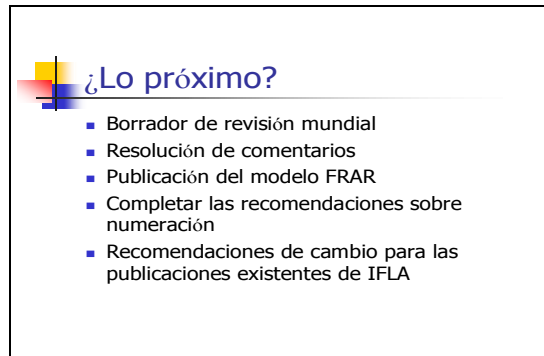 ¿Lo próximo?
Borrador de revisión mundial
Resolución de comentarios
Publicación del modelo FRAR
Completar las recomendaciones sobre
numeración
Recomendaciones de cambio para las
publicaciones existentes de IFLA